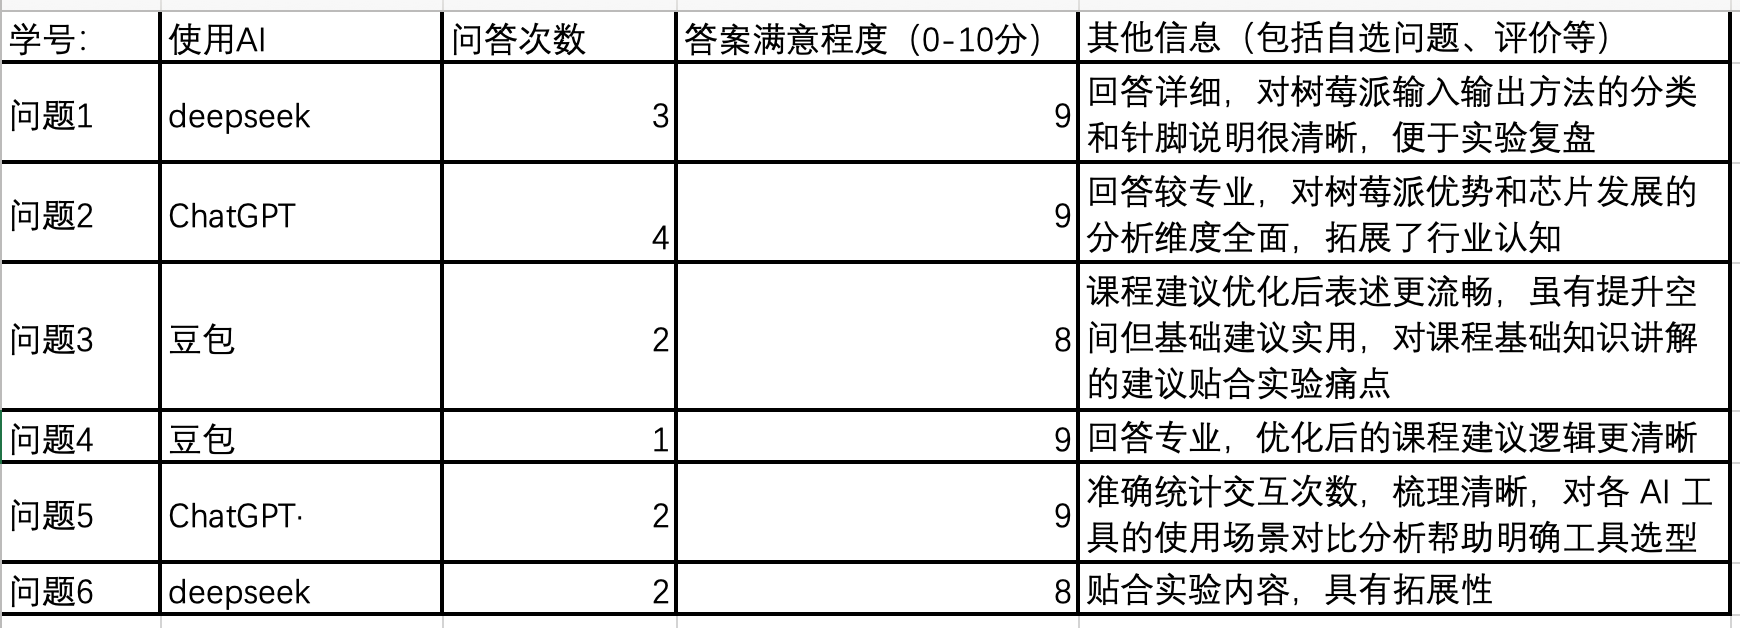 学号： 使用AI 问答次数 答案满意程度（0-10分） 其他信息（包括自选问题、评价等）
问题1 deepseek 3 9 回答详细，对树莓派输入输出方法的分类
和针脚说明很清晰，便于实验复盘
问题2 ChatGPT 4 9 回答较专业，对树莓派优势和芯片发展的
分析维度全面，拓展了行业认知
问题3 豆包 2 8 课程建议优化后表述更流畅，虽有提升空
间但基础建议实用，对课程基础知识讲解
的建议贴合实验痛点
问题4 豆包 1 9 回答专业，优化后的课程建议逻辑更清晰
问题5 ChatGPT· 2 9 准确统计交互次数，梳理清晰，对各 AI 工
具的使用场景对比分析帮助明确工具选型
问题6 deepseek 2 8 贴合实验内容，具有拓展性